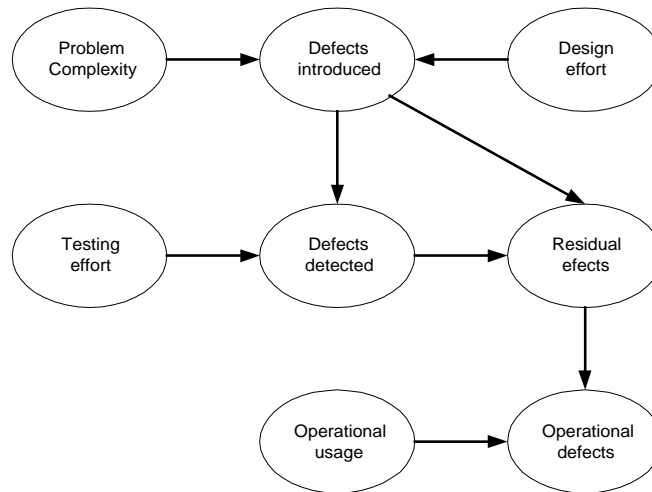 Problem
Complexity
Defects
introduced
Design
effort
Testing
effort
Defects
detected
Residual
efects
Operational
usage
Operational
defects